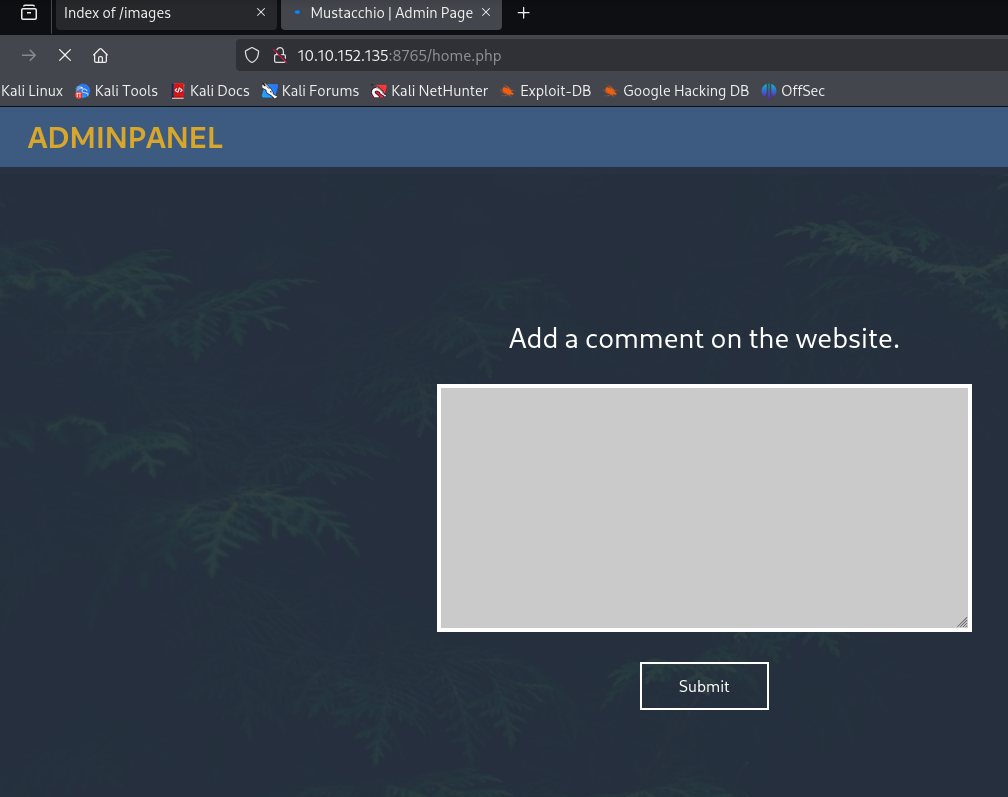 Index of /images
Mustacchio | Admin Page
10.10.152.135:8765/home.php
Kali Linux Kali Tools Kali Docs Kali Forums Kali NetHunter Exploit-DB Google Hacking DB OffSec
ADMINPANEL
Add a comment on the website.
Submit